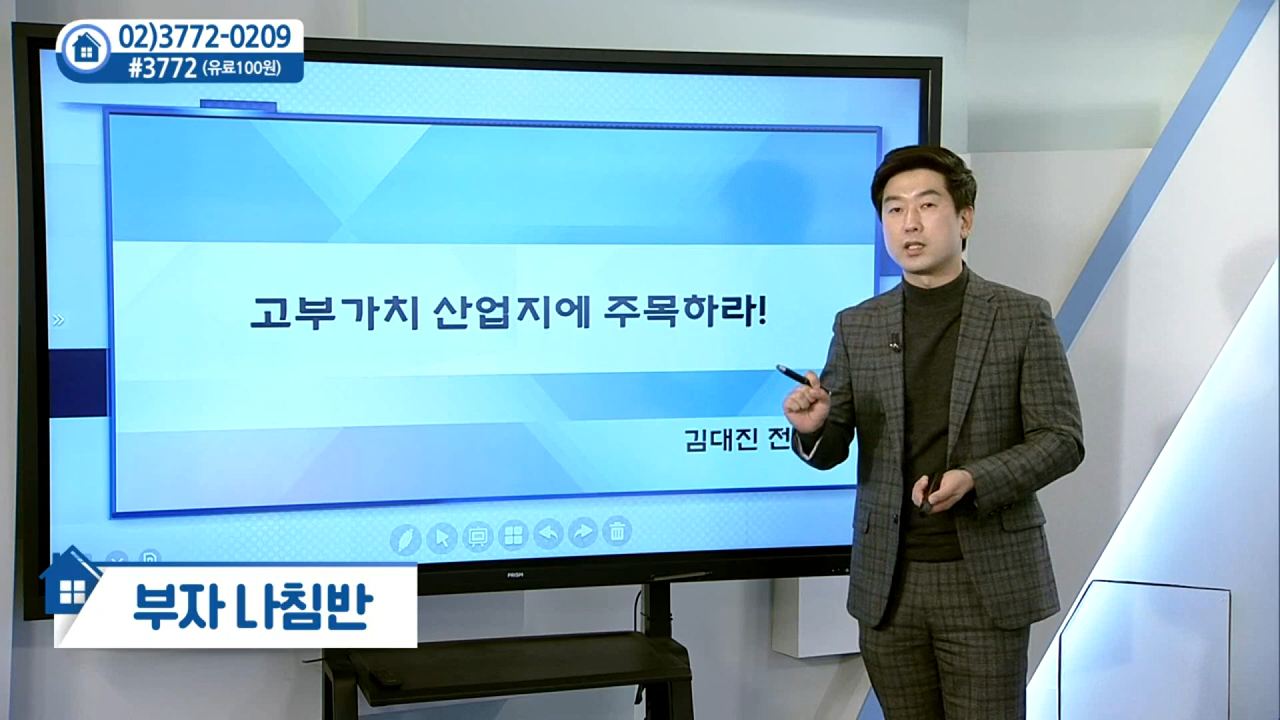 02)3772-0209
#3772 (유료100원)
고부가치 산업지에 주목하라!
김대진 전
PRISM
부자 나침반